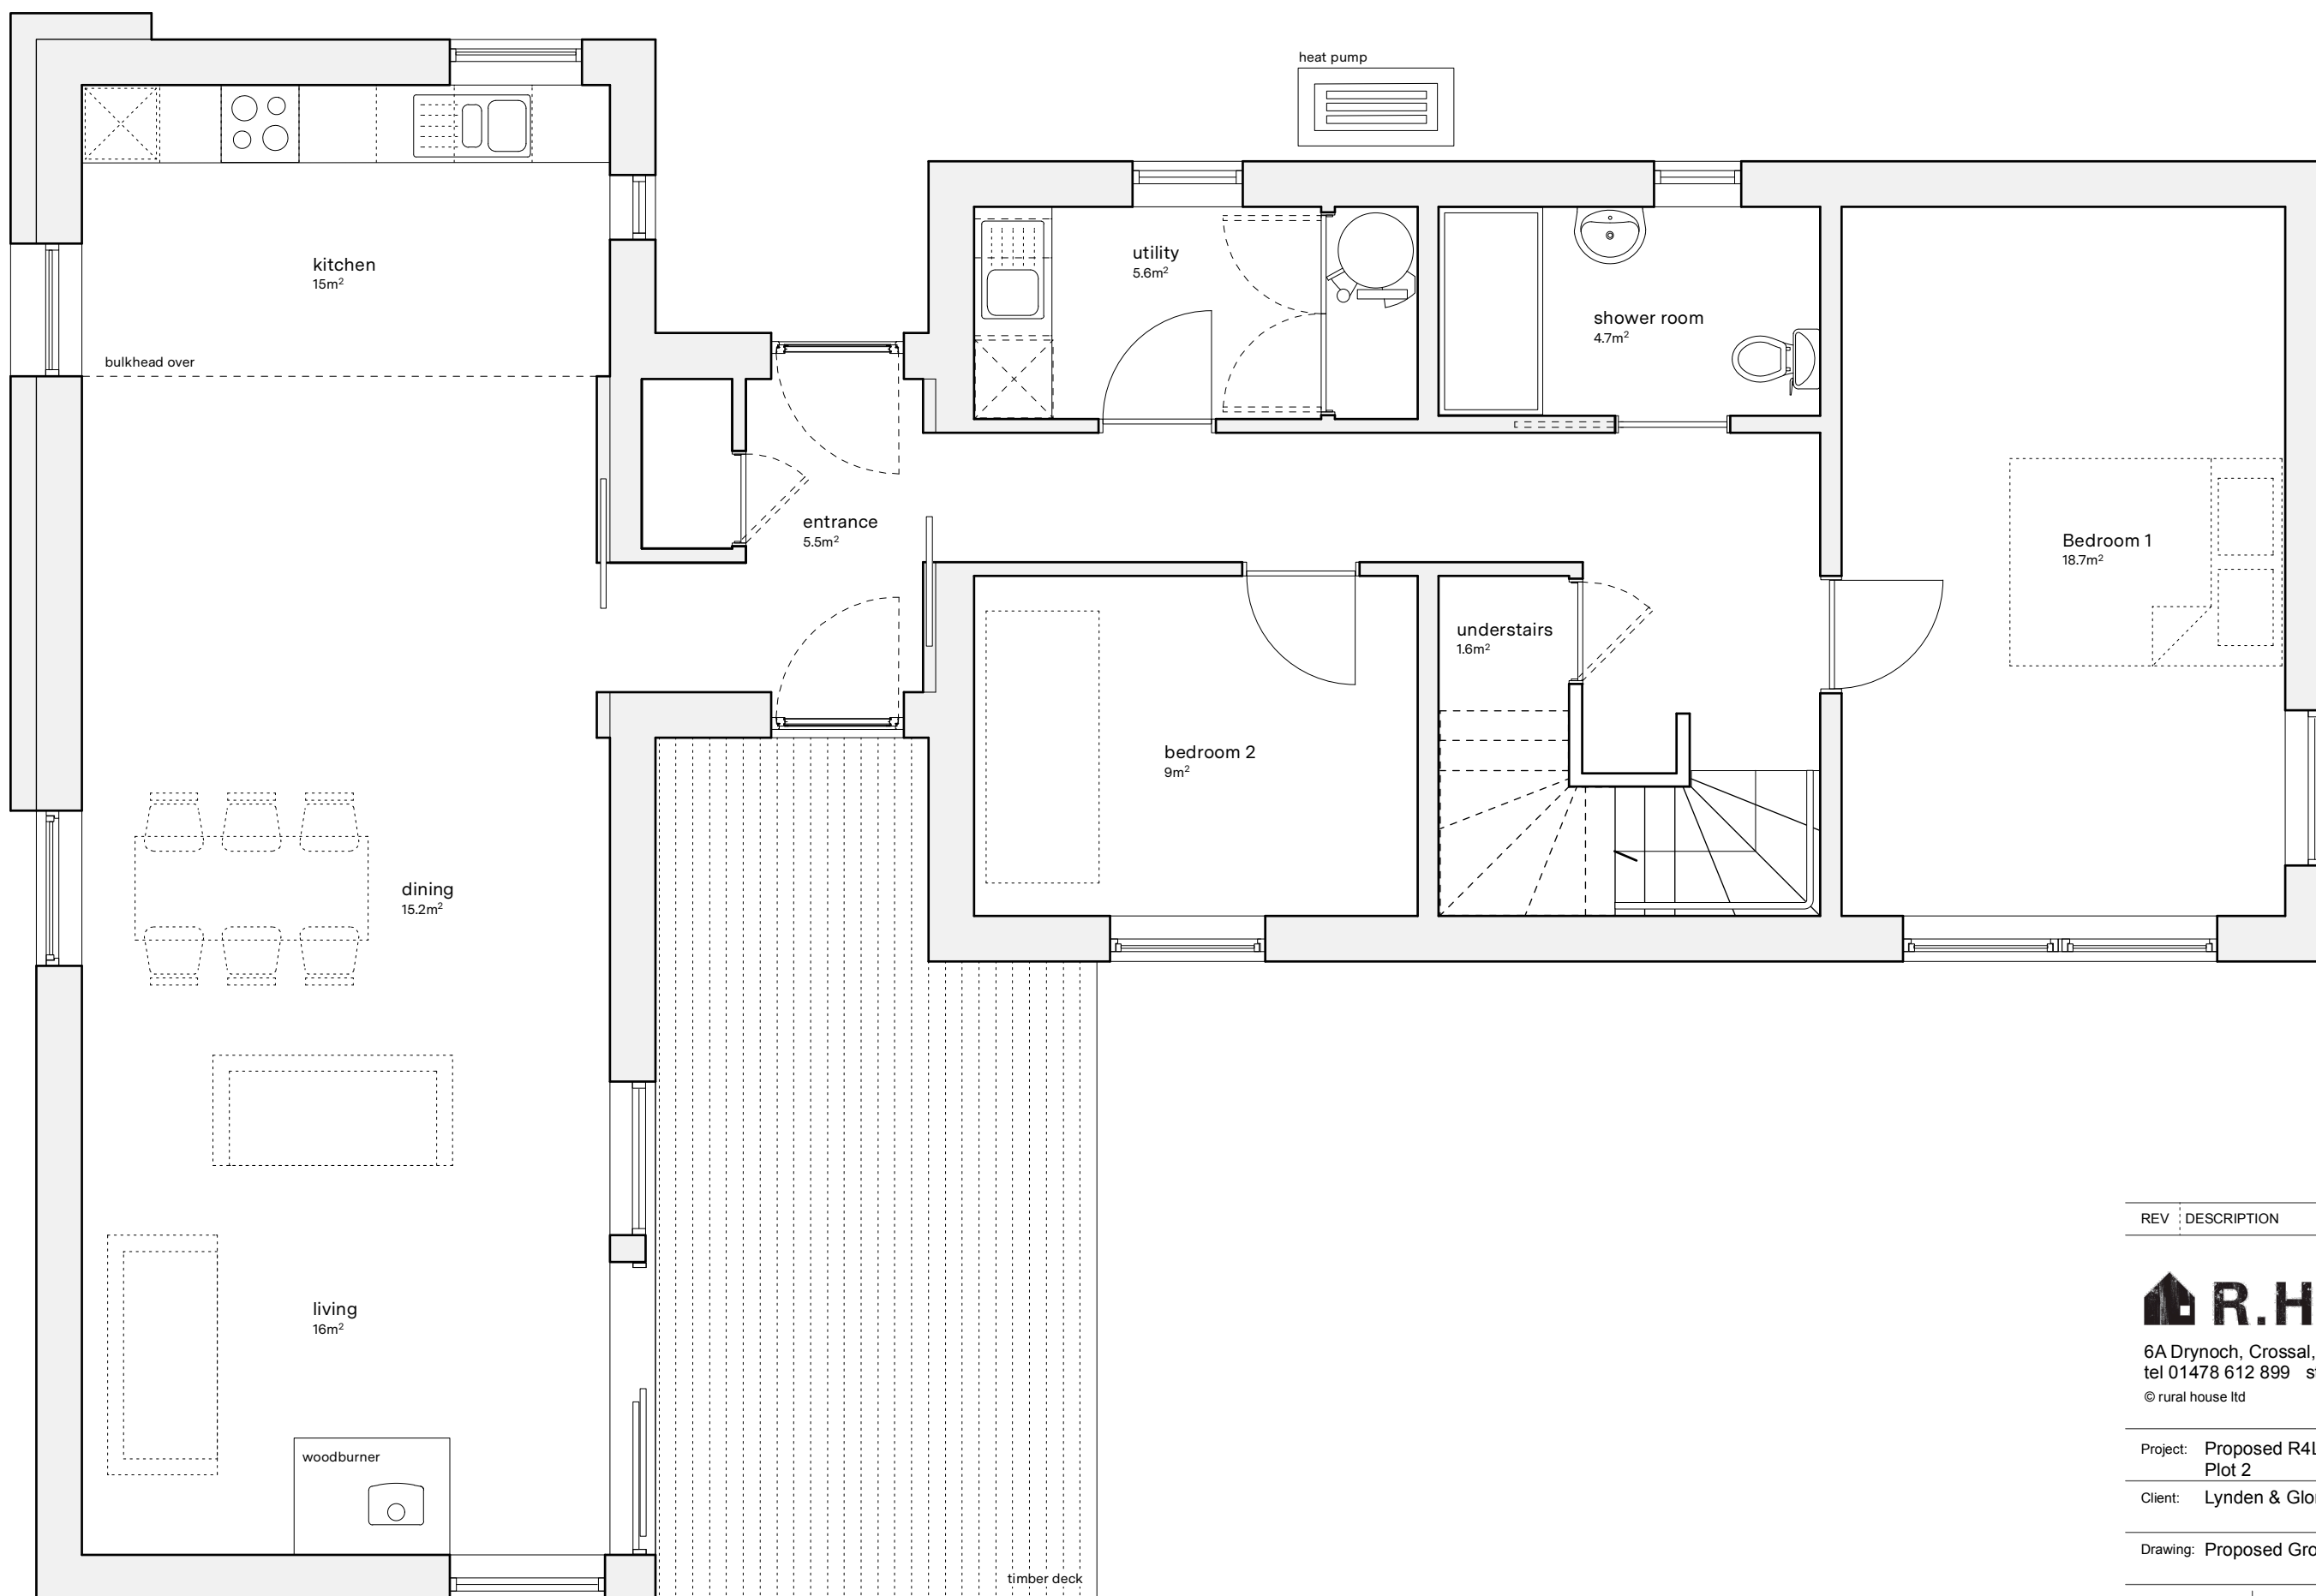 heat pump
kitchen
15m²
utility
5.6m²
shower room
4.7m²
bulkhead over
entrance
5.5m²
Bedroom 1
18.7m²
understairs
1.6m²
bedroom 2
9m²
dining
15.2m²
living
16m²
woodburner
timber deck
REV DESCRIPTION
R.H
6A Drynoch, Crossal,
tel 01478 612 899
© rural house ltd
Project: Proposed R4L
Plot 2
Client: Lynden &
Drawing: Proposed